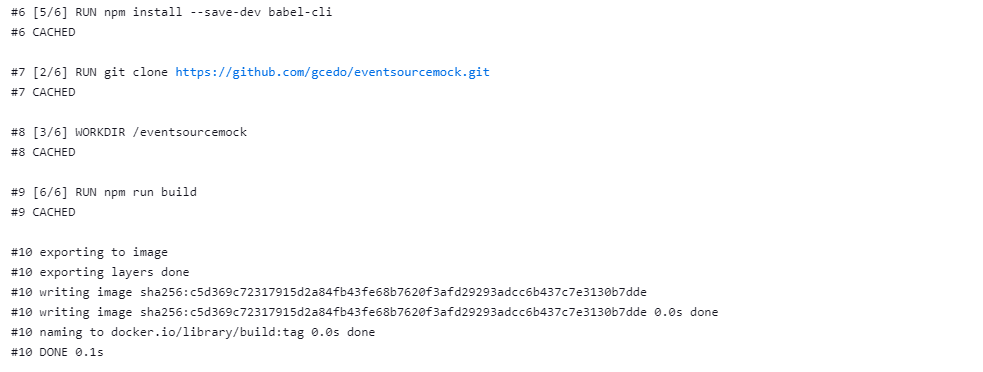 #6 [5/6] RUN npm install --save-dev babel-cli
#6 CACHED
#7 [2/6] RUN git clone https://github.com/gcedo/eventsourcemock.git
#7 CACHED
#8 [3/6] WORKDIR /eventsourcemock
#8 CACHED
#9 [6/6] RUN npm run build
#9 CACHED
#10 exporting to image
#10 exporting layers done
#10 writing image sha256:c5d369c72317915d2a84fb43fe68b7620f3afd29293adcc6b437c7e3130b7dde
#10 writing image sha256:c5d369c72317915d2a84fb43fe68b7620f3afd29293adcc6b437c7e3130b7dde 0.0s done
#10 naming to docker.io/library/build:tag 0.0s done
#10 DONE 0.1s